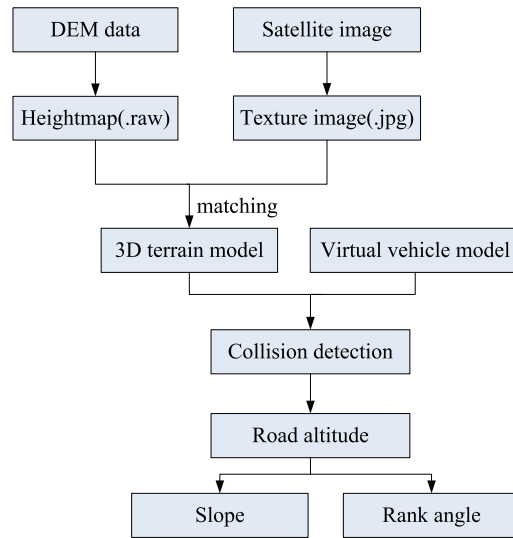 DEM data
Satellite image
Heightmap(.raw)
Texture image(.jpg)
matching
3D terrain model
Virtual vehicle model
Collision detection
Road altitude
Slope
Rank angle